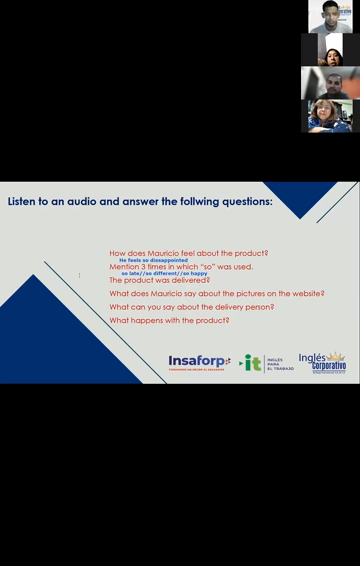 Listen to an audio and answer the follwing questions:
How does Mauricio feel about the product?
He feels so dissappointed
Mention 3 times in which "so" was used.
so late//so different//so happy
The product was delivered?
What does Mauricio say about the pictures on the website?
What can you say about the delivery person?
What happens with the product?
Insaforp
it
INGLÉS
PARA
EL TRABAJO
Inglés
corporativo